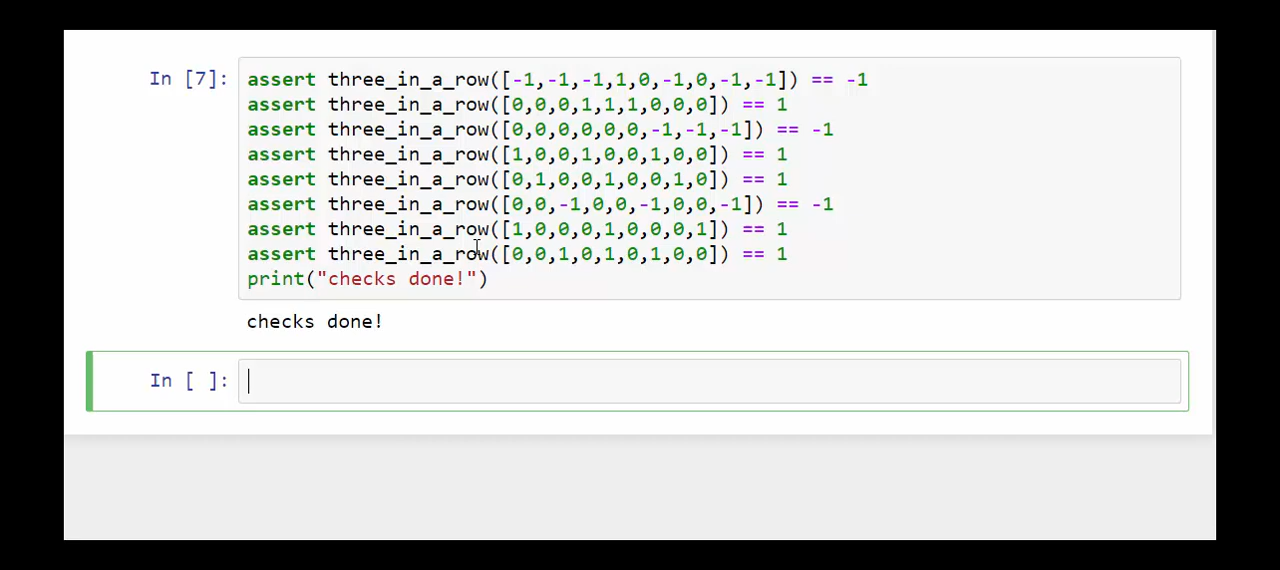 In [7]: assert three_in_a_row([-1,-1,-1,1,0,-1,0,-1,-1]) == -1
assert three_in_a_row([0,0,0,1,1,1,0,0,0]) == 1
assert three_in_a_row([0,0,0,0,0,0,-1,-1,-1]) == -1
assert three_in_a_row([1,0,0,1,0,0,1,0,0]) == 1
assert three_in_a_row([0,1,0,0,1,0,0,1,0]) == 1
assert three_in_a_row([0,0,-1,0,0,-1,0,0,-1]) == -1
assert three_in_a_row([1,0,0,0,1,0,0,0,1]) == 1
assert three_in_a_row([0,0,1,0,1,0,1,0,0]) == 1
print("checks done!")
checks done!
In [ ]: